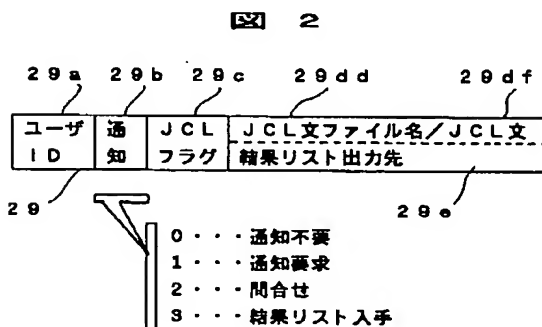 図 2
29a 29b 29c 29dd 29df
ユーザ 通 JCL JCL文ファイル名/JCL文
ID 知 フラグ 結果リスト出力先
29 29e
0・・・通知不要
1・・・通知要求
2・・・問合せ
3・・・結果リスト入手